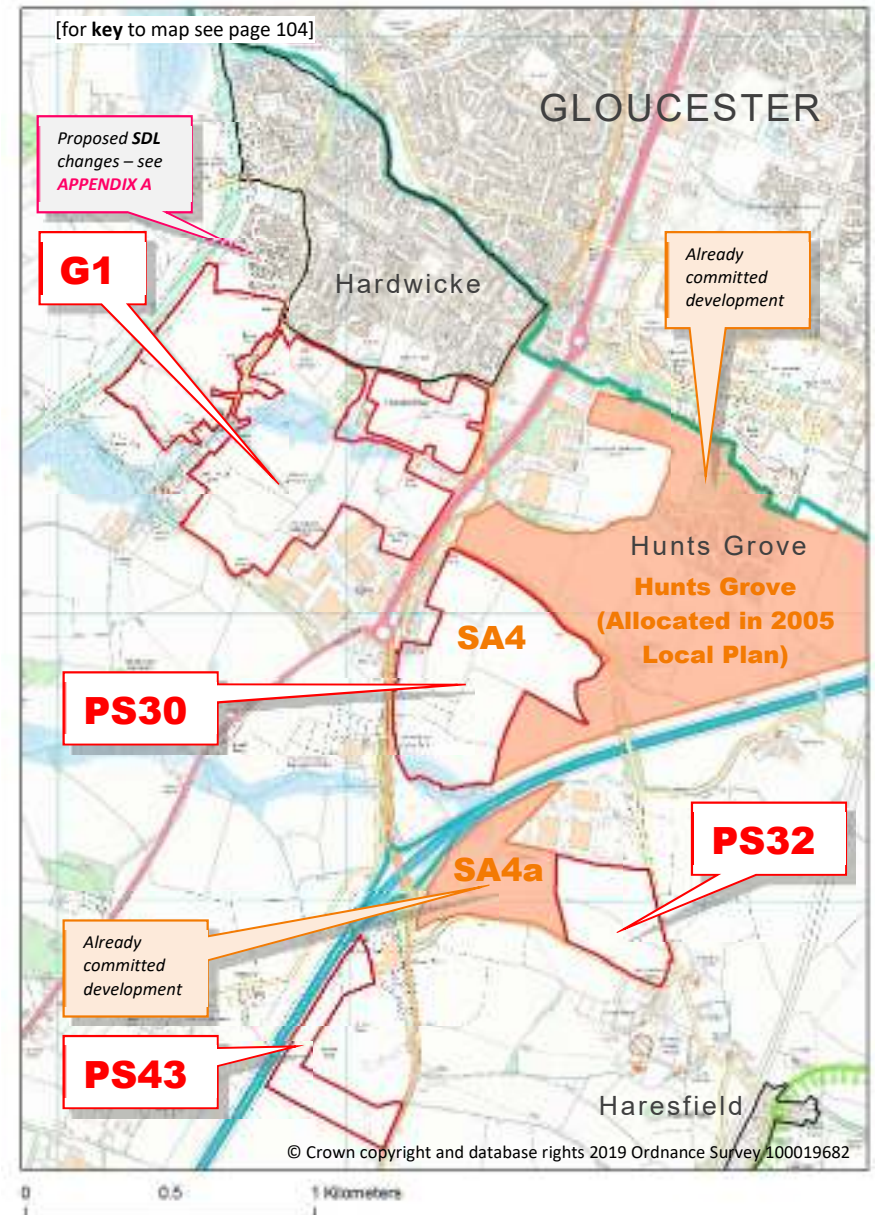 [for key to map see page 104]
GLOUCESTER
Proposed SDL
changes – see
APPENDIX A
G1
Hardwicke
Already
committed
development
Hunts Grove
Hunts Grove
(Allocated in 2005
Local Plan)
SA4
PS30
PS32
SA4a
Already
committed
development
PS43
Haresfield
© Crown copyright and database rights 2019 Ordnance Survey 100019682
0 0.5 1 Kilometers